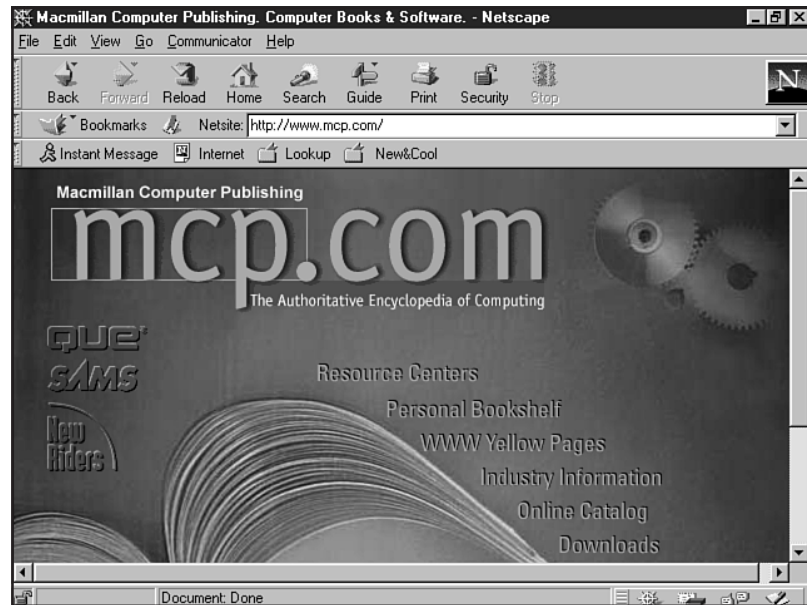 Macmillan Computer Publishing. Computer Books & Software. - Netscape
File Edit View Go Communicator Help
Back Forward Reload Home Search Guide Print Security Stop
N
Bookmarks Netsite: http://www.mcp.com/
Instant Message Internet Lookup New&Cool
Macmillan Computer Publishing
mcp.com
The Authoritative Encyclopedia of Computing
QUE
SAMS
New
Riders
Resource Centers
Personal Bookshelf
WWW Yellow Pages
Industry Information
Online Catalog
Downloads
Document: Done